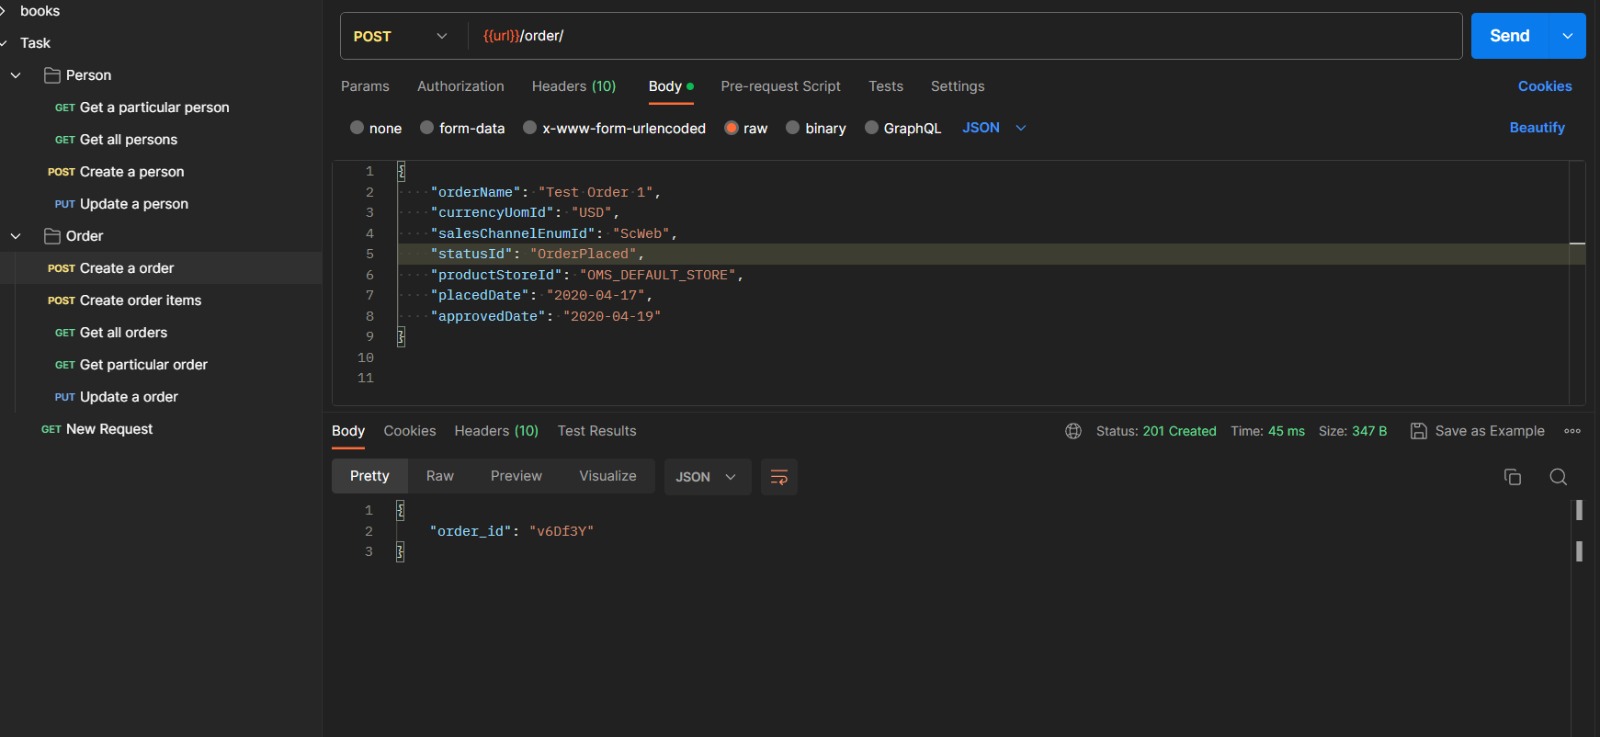 books
Task
Person
GET Get a particular person
GET Get all persons
POST Create a person
PUT Update a person
Order
POST Create a order
POST Create order items
GET Get all orders
GET Get particular order
PUT Update a order
GET New Request
POST {{url}}/order/ Send
Params Authorization Headers (10) Body Pre-request Script Tests Settings Cookies
none form-data x-www-form-urlencoded raw binary GraphQL JSON Beautify
1 {
2 "orderName": "Test Order 1",
3 "currencyUomId": "USD",
4 "salesChannelEnumId": "ScWeb",
5 "statusId": "OrderPlaced",
6 "productStoreId": "OMS_DEFAULT_STORE",
7 "placedDate": "2020-04-17",
8 "approvedDate": "2020-04-19"
9 }
10
11
Body Cookies Headers (10) Test Results Status: 201 Created Time: 45 ms Size: 347 B Save as Example
Pretty Raw Preview Visualize JSON
1 {
2 "order_id": "v6Df3Y"
3 }